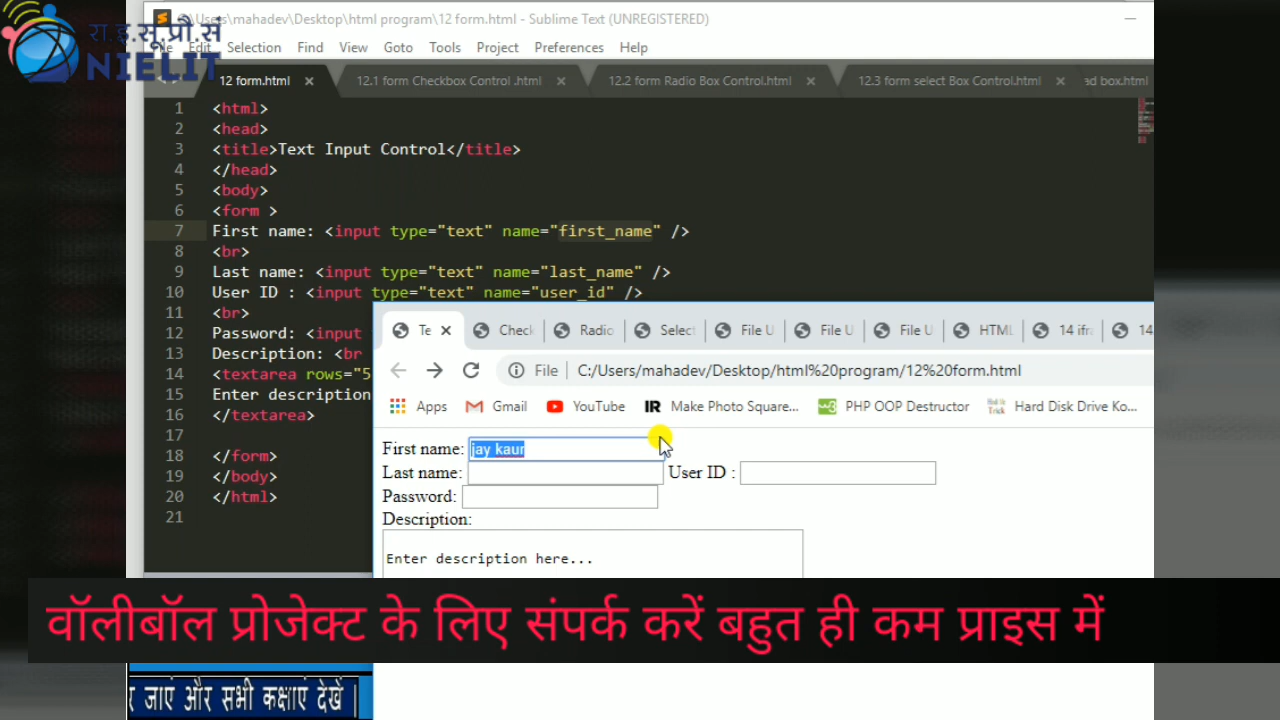 \Users\mahadev\Desktop\html program\12 form.html - Sublime Text (UNREGISTERED)
रा.इ.सू.प्रौ.सं
NIELIT
Edit Selection Find View Goto Tools Project Preferences Help
12 form.html × 12.1 form Checkbox Control .html × 12.2 form Radio Box Control.html × 12.3 form select Box Control.html × ad box.html
1 <html>
2 <head>
3 <title>Text Input Control</title>
4 </head>
5 <body>
6 <form >
7 First name: <input type="text" name="first_name" />
8 <br>
9 Last name: <input type="text" name="last_name" />
10 User ID : <input type="text" name="user_id" />
11 <br>
12 Password: <input
13 Description: <br
14 <textarea rows="5
15 Enter description
16 </textarea>
17
18 </form>
19 </body>
20 </html>
21
Te × Check Radio Select File U File U File U HTML 14 ifra 14
File C:/Users/mahadev/Desktop/html%20program/12%20form.html
Apps Gmail YouTube IR Make Photo Square... PHP OOP Destructor Hard Disk Drive Ko...
First name: jay kaur
Last name: User ID :
Password:
Description:
Enter description here...
वॉलीबॉल प्रोजेक्ट के लिए संपर्क करें बहुत ही कम प्राइस में
जाएं और सभी कक्षाएं देखें |